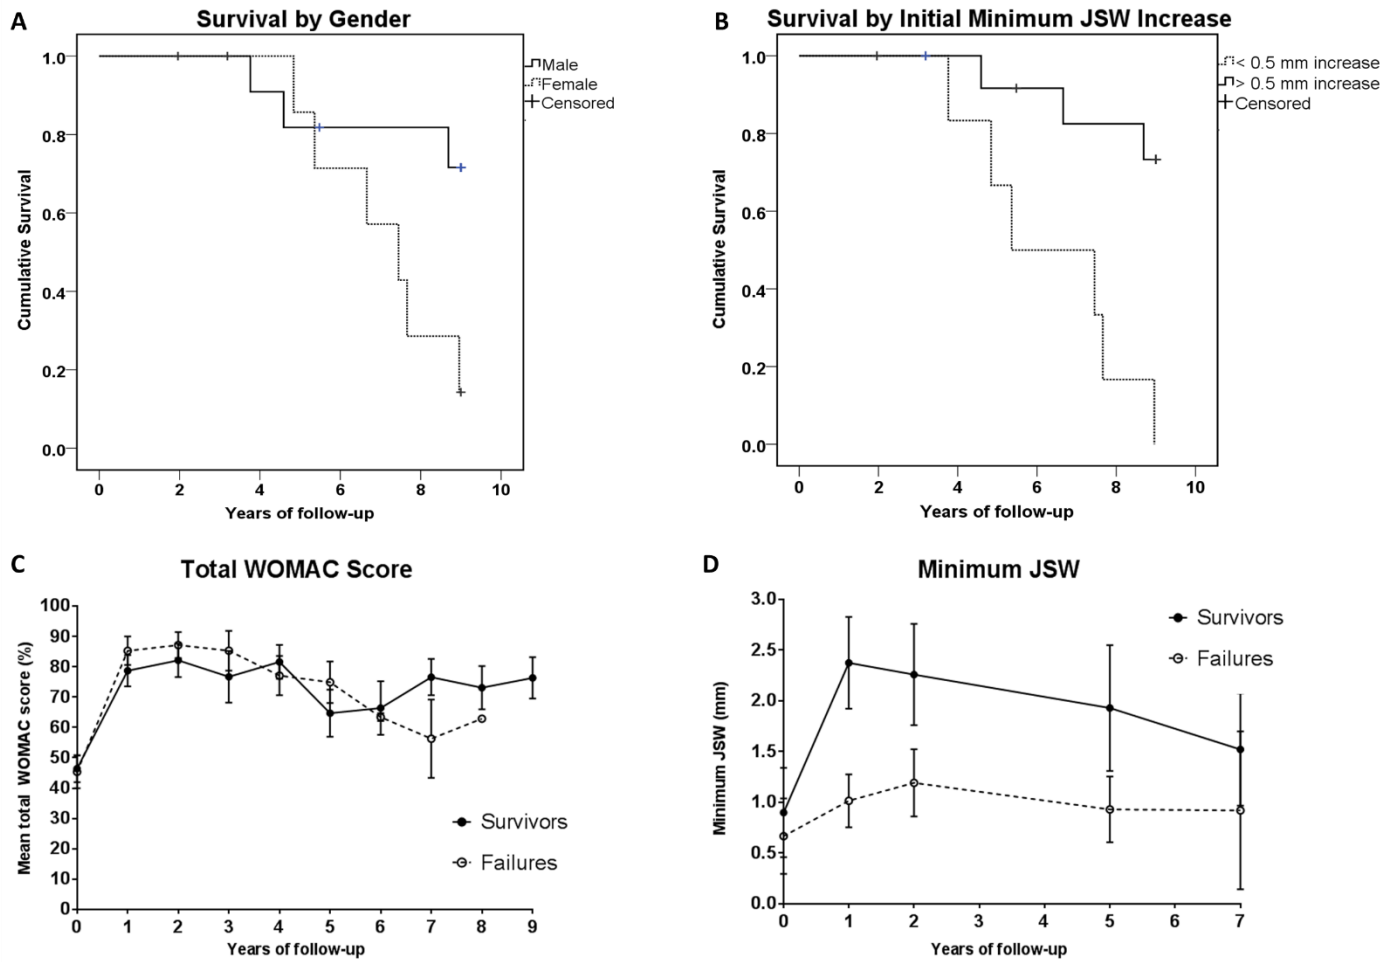 A
Survival by Gender
1.0
0.8
0.6
0.4
0.2
0.0
Cumulative Survival
0 2 4 6 8 10
Years of follow-up
Male
Female
Censored
B
Survival by Initial Minimum JSW Increase
1.0
0.8
0.6
0.4
0.2
0.0
Cumulative Survival
0 2 4 6 8 10
Years of follow-up
< 0.5 mm increase
> 0.5 mm increase
Censored
C
Total WOMAC Score
100
90
80
70
60
50
40
30
20
10
0
Mean total WOMAC score (%)
0 1 2 3 4 5 6 7 8 9
Years of follow-up
Survivors
Failures
D
Minimum JSW
3.0
2.5
2.0
1.5
1.0
0.5
0.0
Minimum JSW (mm)
0 1 2 3 4 5 6 7
Years of follow-up
Survivors
Failures